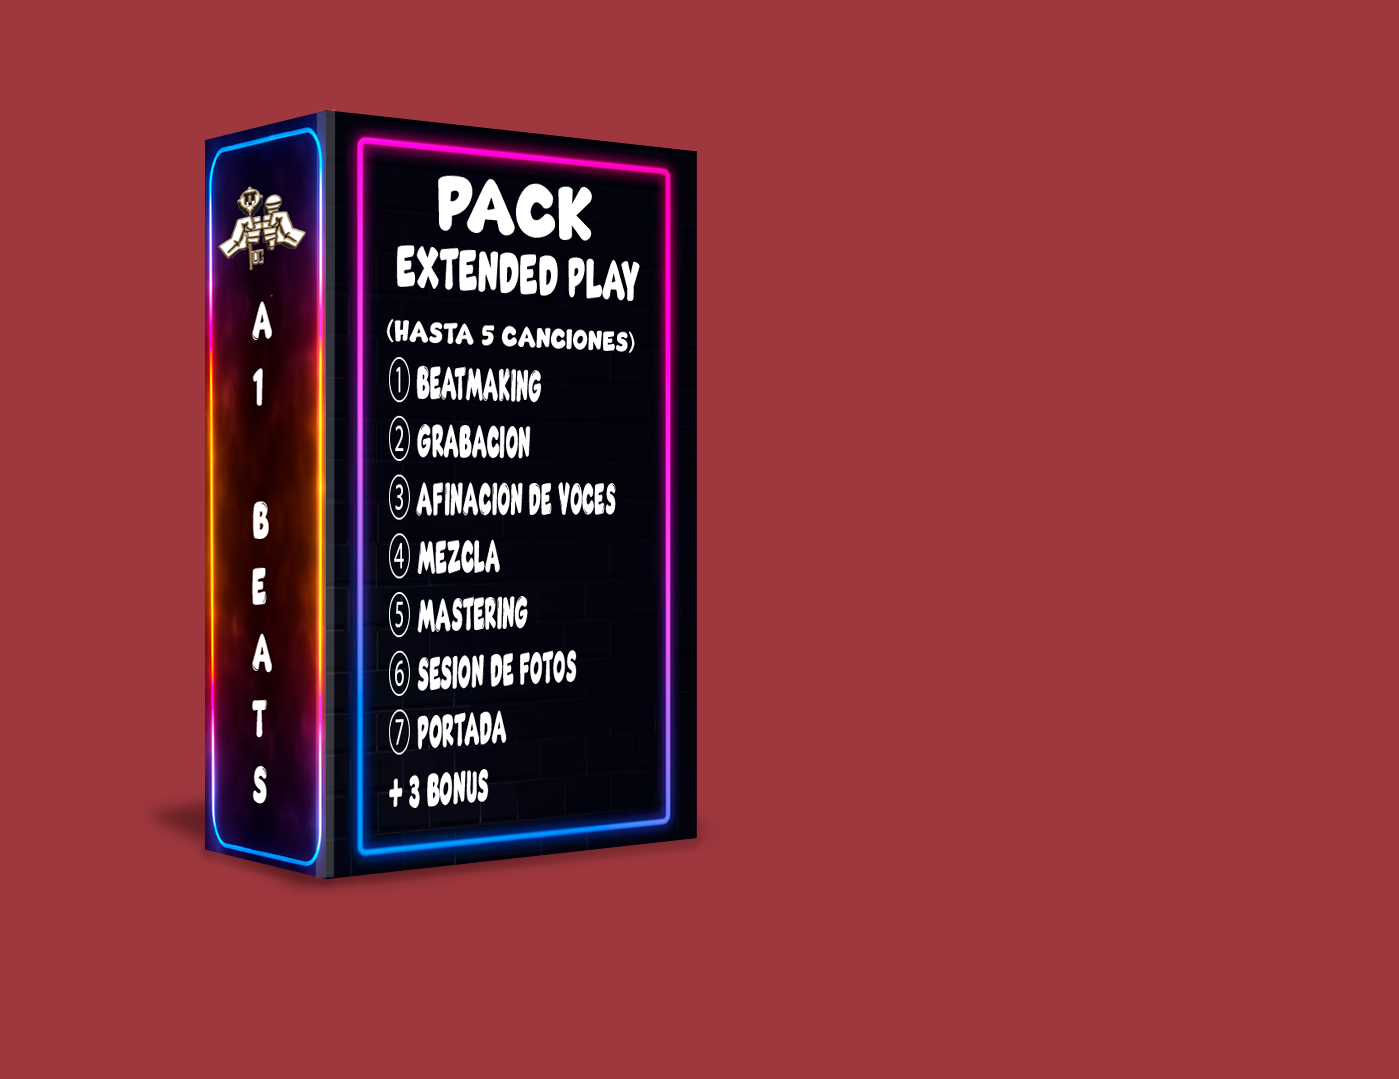 A
1
B
E
A
T
S
PACK
EXTENDED PLAY
(HASTA 5 CANCIONES)
① BEATMAKING
② GRABACION
③ AFINACION DE VOCES
④ MEZCLA
⑤ MASTERING
⑥ SESION DE FOTOS
⑦ PORTADA
+ 3 BONUS